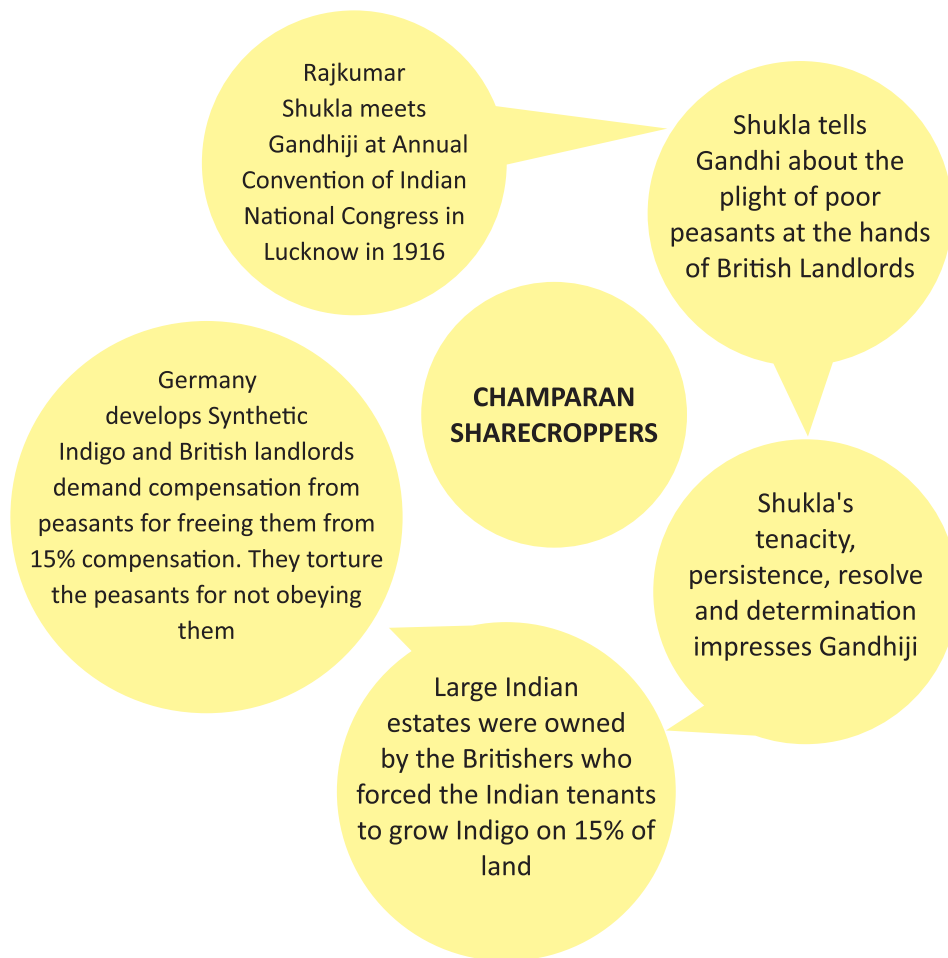 Rajkumar
Shukla meets
Gandhiji at Annual
Convention of Indian
National Congress in
Lucknow in 1916
Shukla tells
Gandhi about the
plight of poor
peasants at the hands
of British Landlords
CHAMPARAN
SHARECROPPERS
Shukla's
tenacity,
persistence, resolve
and determination
impresses Gandhiji
Large Indian
estates were owned
by the Britishers who
forced the Indian tenants
to grow Indigo on 15% of
land
Germany
develops Synthetic
Indigo and British landlords
demand compensation from
peasants for freeing them from
15% compensation. They torture
the peasants for not obeying
them